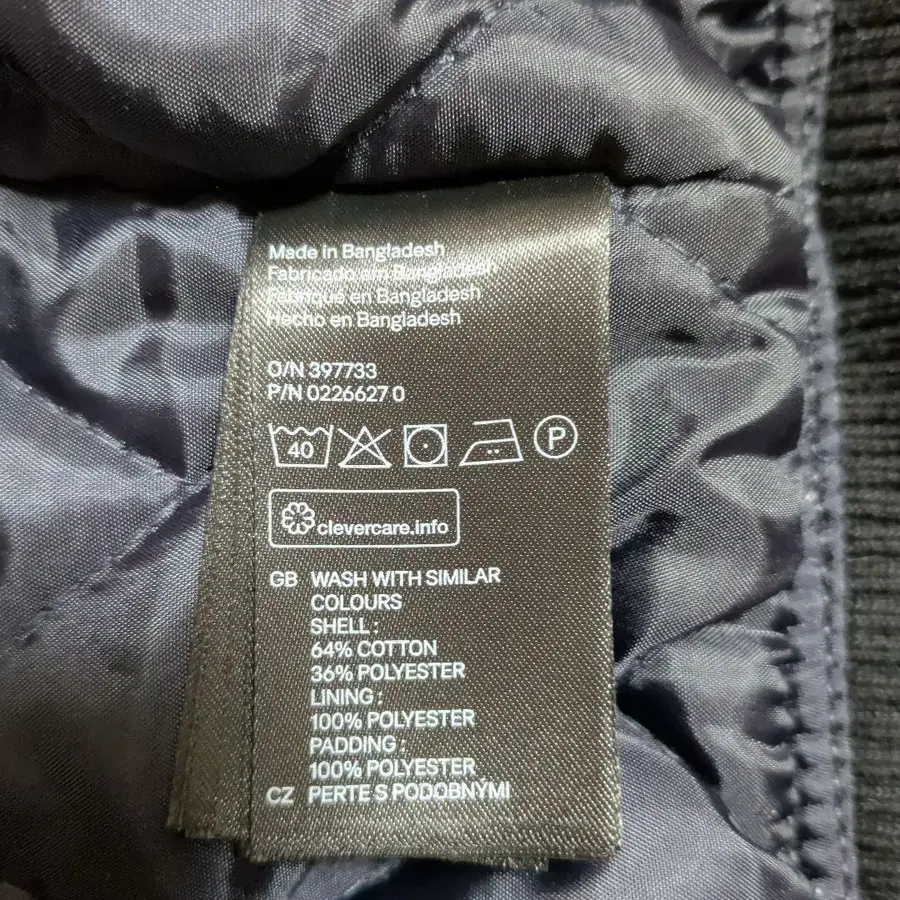 Made in Bangladesh
Fabricado em Bangladesh
Fabriqué en Bangladesh
Hecho en Bangladesh
O/N 397733
P/N 0226627 0
40
P
clevercare.info
GB WASH WITH SIMILAR
COLOURS
SHELL :
64% COTTON
36% POLYESTER
LINING :
100% POLYESTER
PADDING :
100% POLYESTER
CZ PERTE S PODOBNÝMI